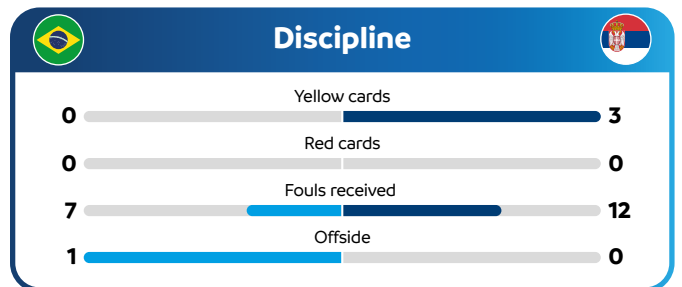 Discipline
Yellow cards
0 3
Red cards
0 0
Fouls received
7 12
Offside
1 0